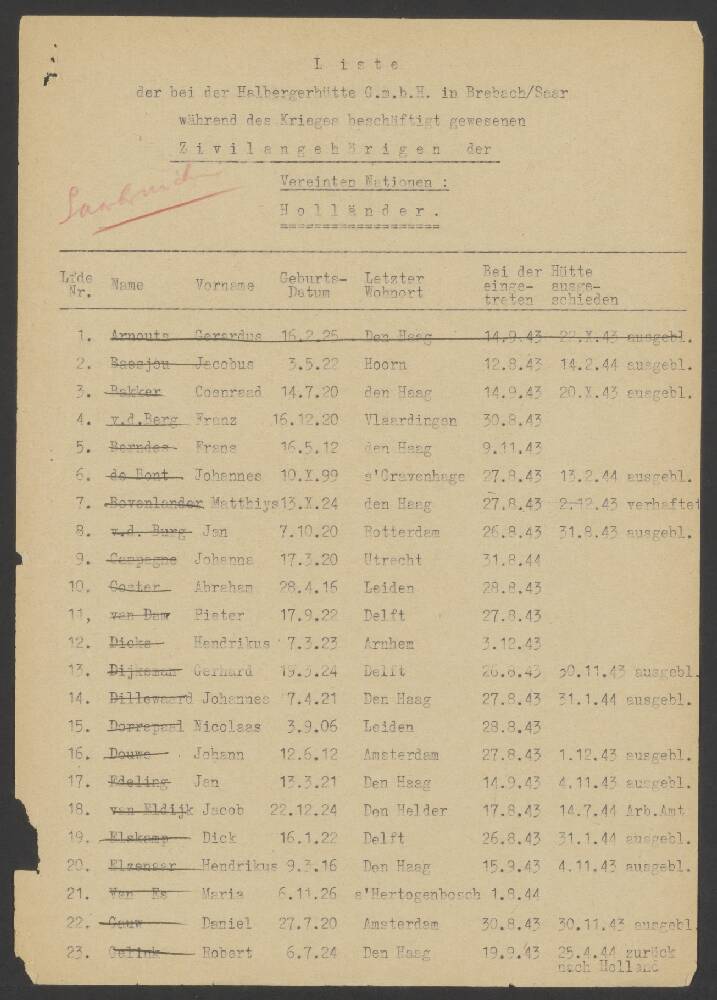 L i s t e
der bei der Halbergerhütte G.m.b.H. in Brebach/Saar
während des Krieges beschäftigt gewesenen
Z i v i l a n g e h ö r i g e n der
Vereinten Nationen :
H o l l ä n d e r .
Lfde Nr. Name Vorname Geburts-Datum Letzter Wohnort Bei der Hütte einge-treten ausge-schieden
1. Arnouts Gerardus 16.2.25 Den Haag 14.9.43 22.X.43 ausgebl.
2. Baesjou Jacobus 3.5.22 Hoorn 12.8.43 14.2.44 ausgebl.
3. Bakker Coenraad 14.7.20 den Haag 14.9.43 20.X.43 ausgebl.
4. v.d.Berg Franz 16.12.20 Vlaardingen 30.8.43
5. Berndes Frans 16.5.12 den Haag 9.11.43
6. de Bont Johannes 10.X.99 s'Gravenhage 27.8.43 13.2.44 ausgebl.
7. Bovenlander Matthiys 13.X.24 den Haag 27.8.43 2.12.43 verhaftet
8. v.d. Burg Jan 7.10.20 Rotterdam 26.8.43 31.8.43 ausgebl.
9. Campagne Johanna 17.3.20 Utrecht 31.8.44
10. Coster Abraham 28.4.16 Leiden 28.8.43
11, van Dam Pieter 17.9.22 Delft 27.8.43
12. Dicke Hendrikus 7.3.23 Arnhem 3.12.43
13. Dijksman Gerhard 19.3.24 Delft 26.8.43 30.11.43 ausgebl.
14. Dillewaard Johannes 7.4.21 Den Haag 27.8.43 31.1.44 ausgebl.
15. Dorrepaal Nicolaas 3.9.06 Leiden 28.8.43
16. Douwe Johann 12.6.12 Amsterdam 27.8.43 1.12.43 ausgebl.
17. Edeling Jan 13.3.21 Den Haag 14.9.43 4.11.43 ausgebl.
18. van Eldijk Jacob 22.12.24 Den Helder 17.8.43 14.7.44 Arb.Amt
19. Elskamp Dick 16.1.22 Delft 26.8.43 31.1.44 ausgebl.
20. Elzenaar Hendrikus 9.3.16 Den Haag 15.9.43 4.11.43 ausgebl.
21. Van Es Maria 6.11.26 s'Hertogenbosch 1.8.44
22. Gauw Daniel 27.7.20 Amsterdam 30.8.43 30.11.43 ausgebl
23. Gelink Robert 6.7.24 Den Haag 19.9.43 25.4.44 zurück
nach Holland